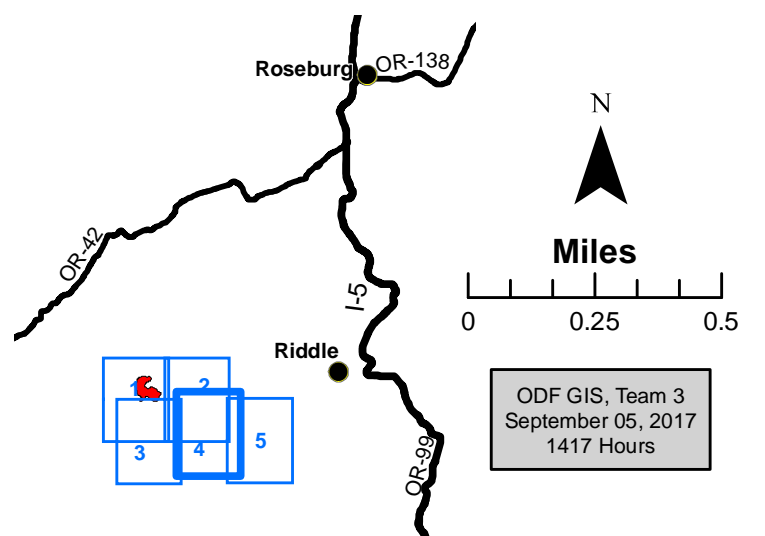 Roseburg
OR-138
N
OR-42
Miles
I-5
0 0.25 0.5
Riddle
1 2
3 4 5
ODF GIS, Team 3
September 05, 2017
1417 Hours
OR-99